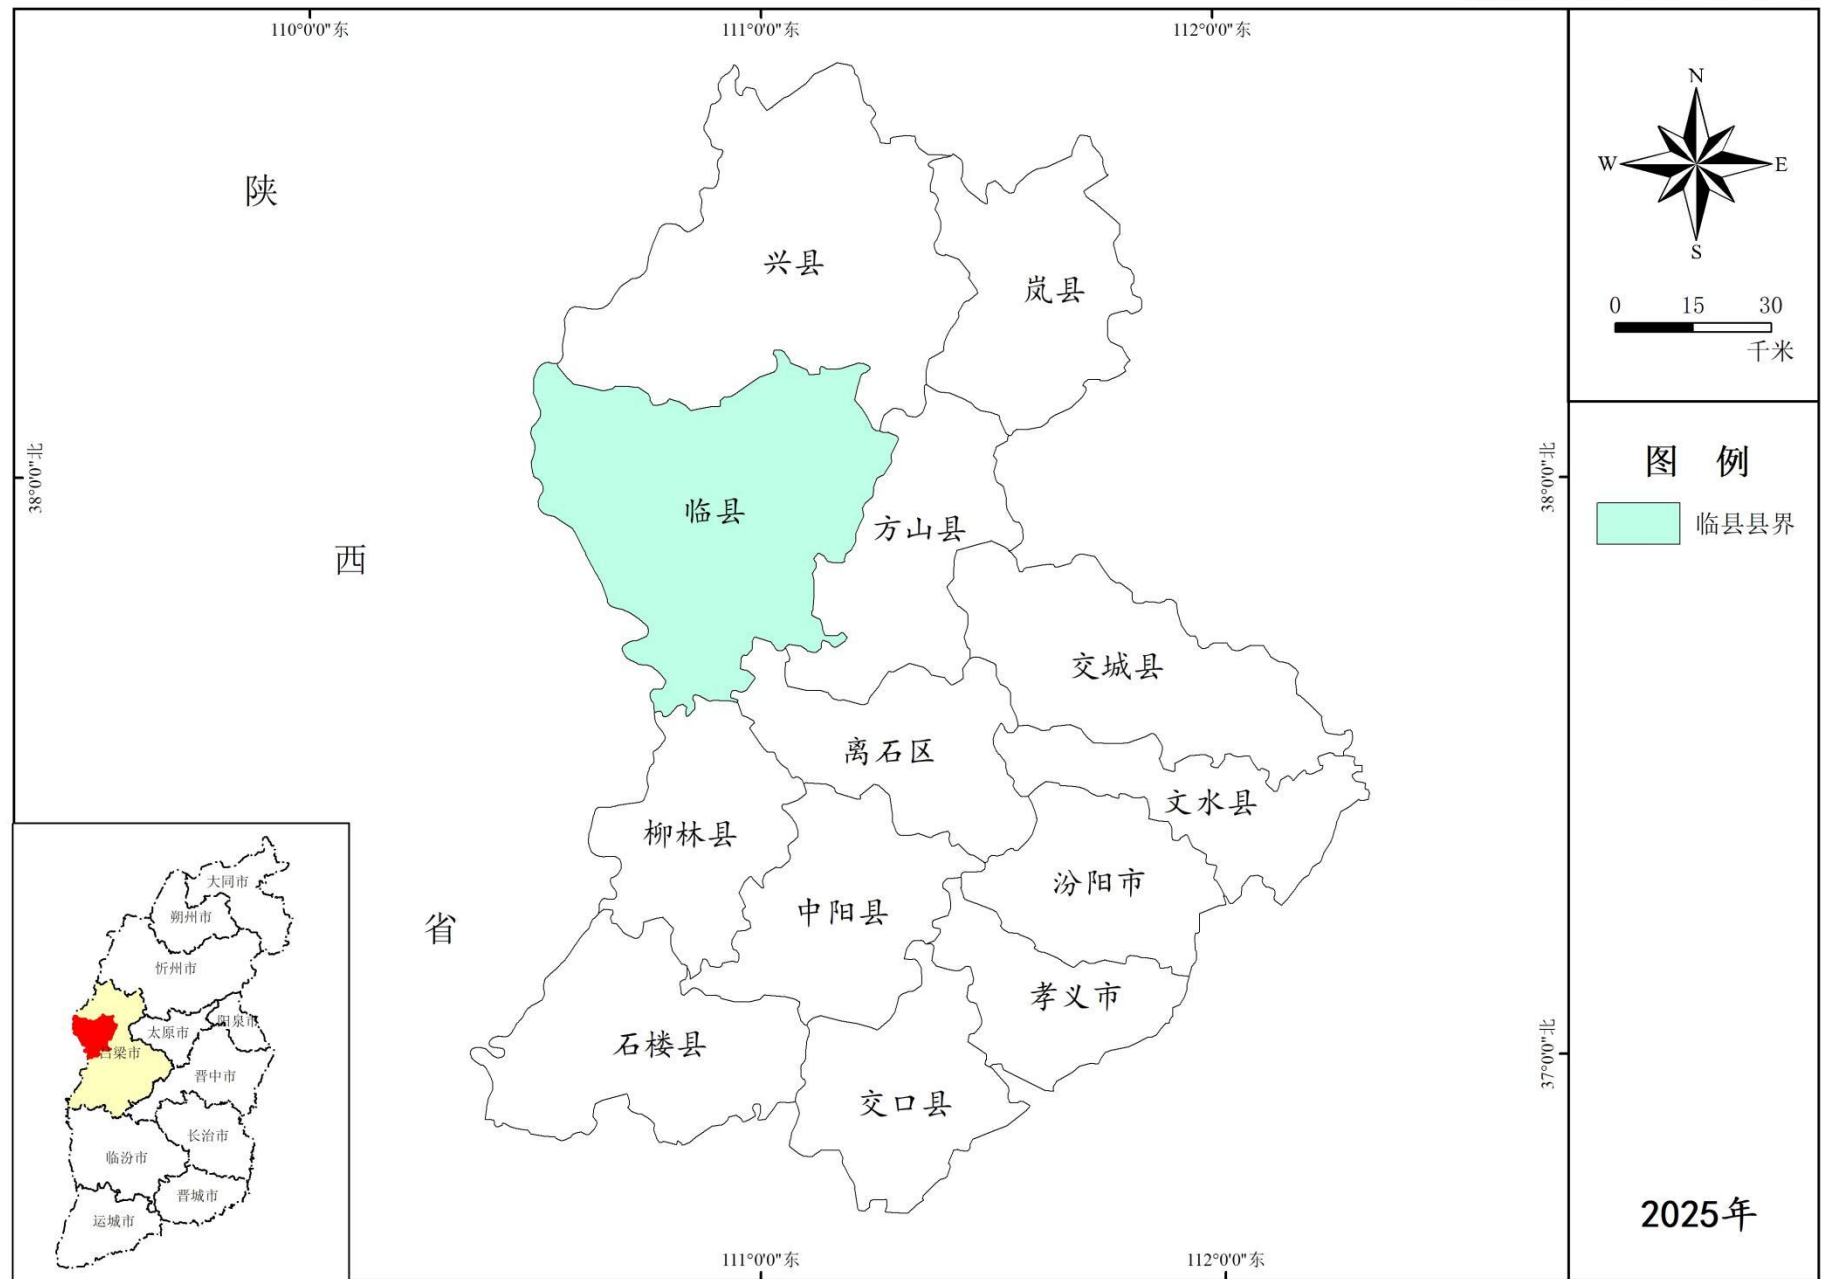 110°0'0"东
111°0'0"东
112°0'0"东
N
W
E
S
0 15 30
千米
陕
西
省
兴县
岚县
临县
方山县
交城县
离石区
文水县
柳林县
汾阳市
中阳县
孝义市
石楼县
交口县
38°0'0"北
38°0'0"北
37°0'0"北
图 例
临县县界
大同市
朔州市
忻州市
阳泉市
太原市
吕梁市
晋中市
长治市
临汾市
晋城市
运城市
2025年
111°0'0"东
112°0'0"东